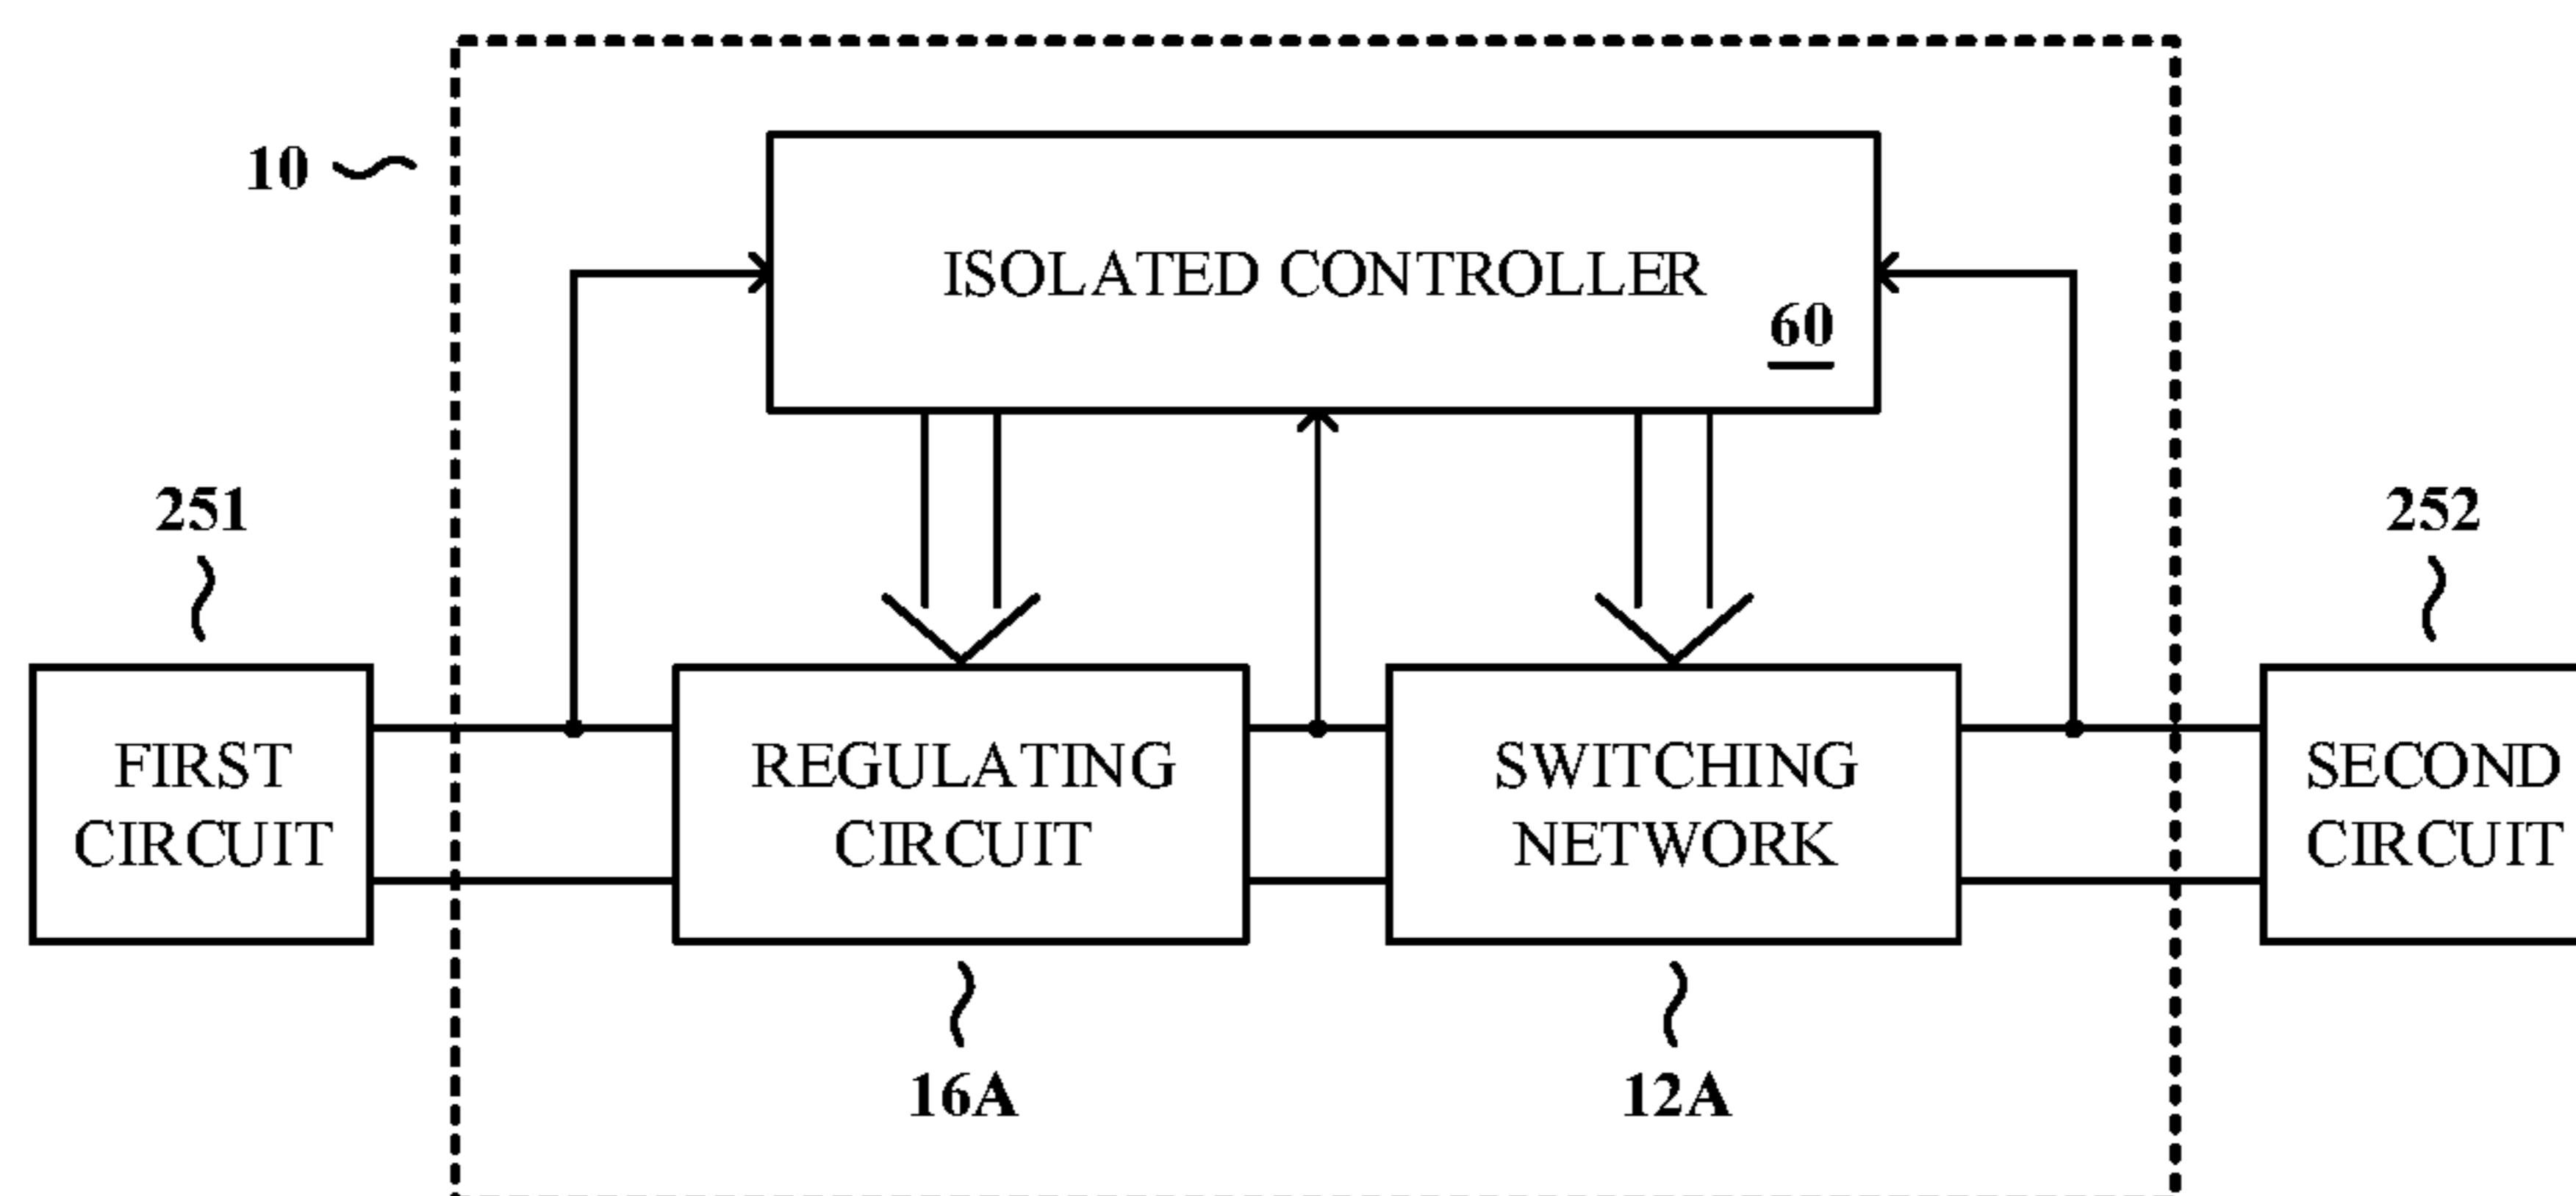 10
ISOLATED CONTROLLER
60
251
252
FIRST
CIRCUIT
REGULATING
CIRCUIT
SWITCHING
NETWORK
SECOND
CIRCUIT
16A
12A